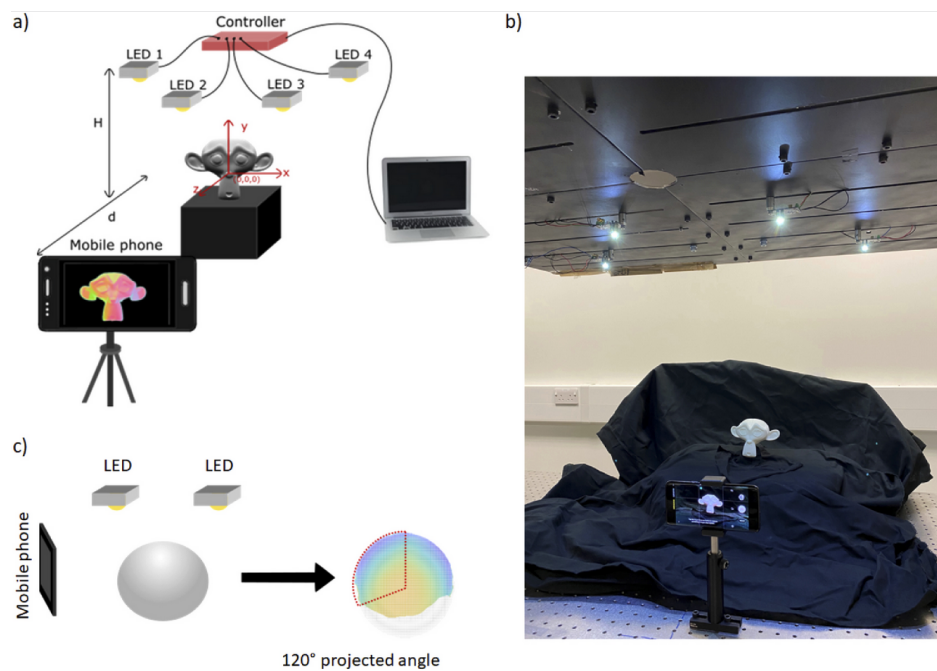 a)
Controller
LED 1
LED 4
LED 2
LED 3
H
y
x
z
(0,0,0)
d
Mobile phone
b)
c)
LED
LED
Mobile phone
120° projected angle